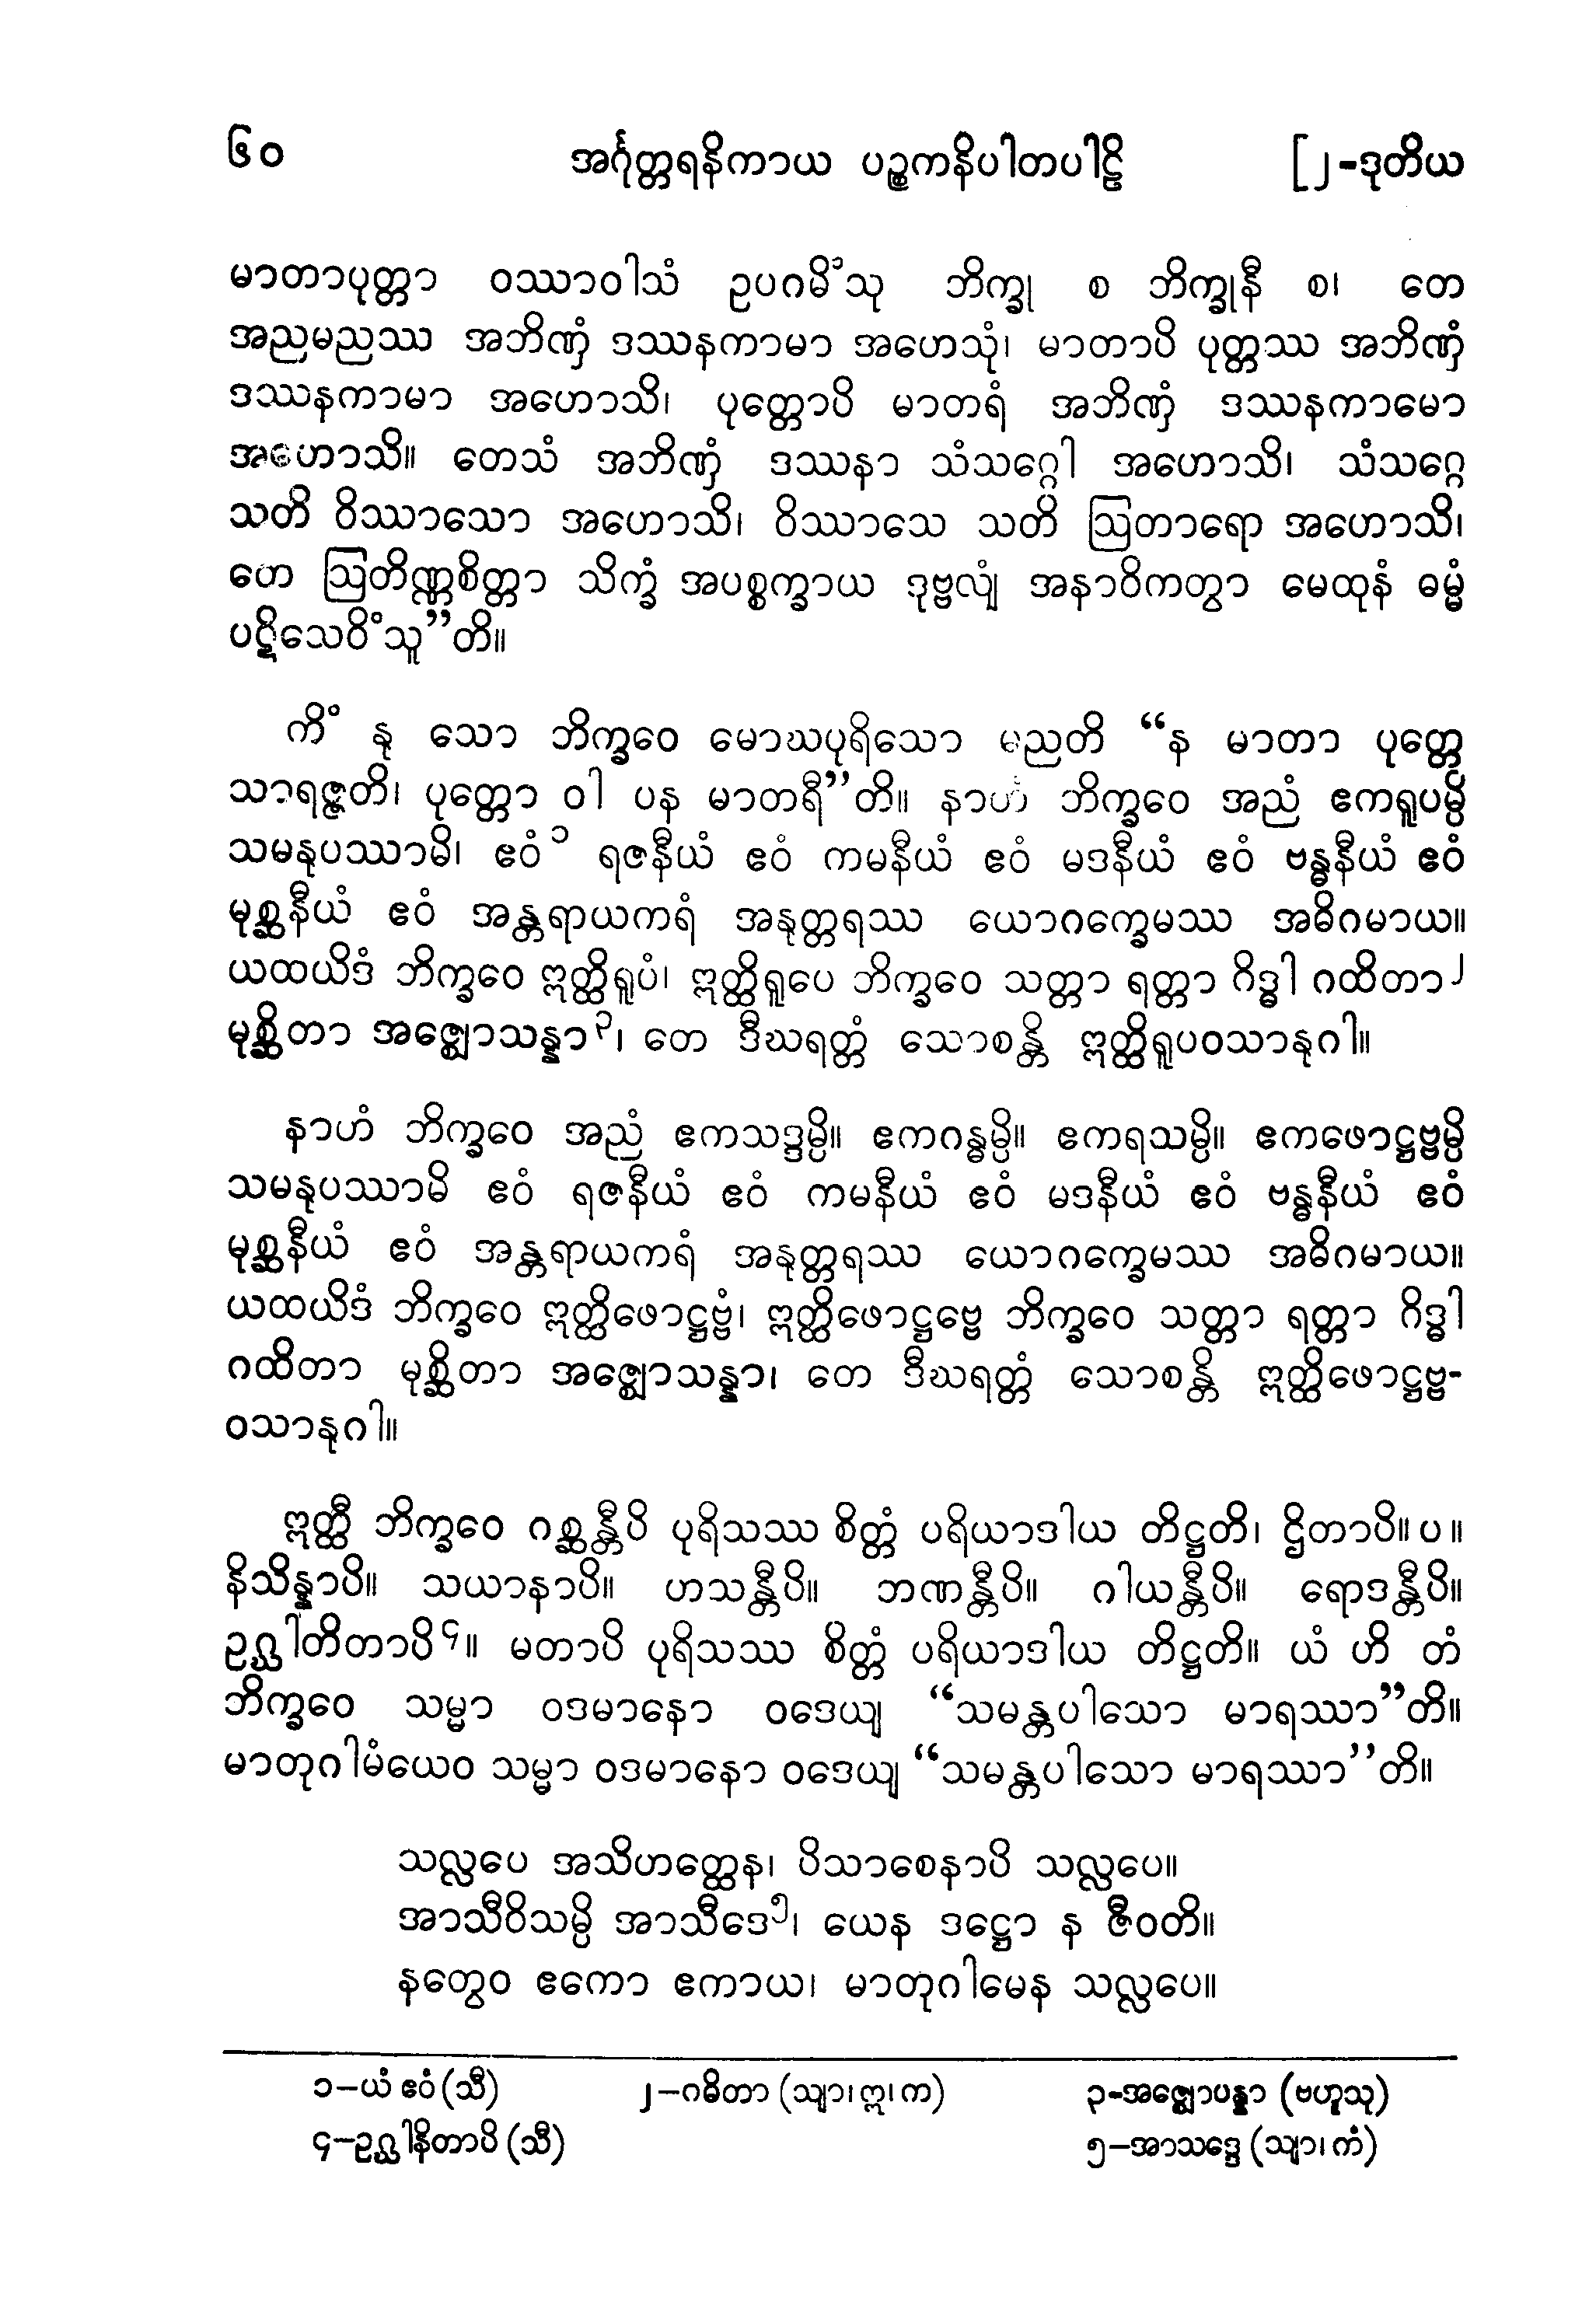 ၆၀ အင်္ဂုတ္တရနိကာယ ပဉ္စကနိပါတပါဠိ [၂-ဒုတိယ
မာတာပုတ္တာ ဝဿာဝါသံ ဥပဂမိံသု ဘိက္ခု စ ဘိက္ခုနီ စ၊ တေ
အညမညဿ အဘိဏှံ ဒဿနကာမာ အဟေသုံ၊ မာတာပိ ပုတ္တဿ အဘိဏှံ
ဒဿနကာမာ အဟောသိ၊ ပုတ္တောပိ မာတရံ အဘိဏှံ ဒဿနကာမော
အဟောသိ။ တေသံ အဘိဏှံ ဒဿနာ သံသဂ္ဂေါ အဟောသိ၊ သံသဂ္ဂေ
သတိ ဝိဿာသော အဟောသိ၊ ဝိဿာသေ သတိ ဩတာရော အဟောသိ၊
တေ ဩတိဏ္ဏစိတ္တာ သိက္ခံ အပစ္စက္ခာယ ဒုဗ္ဗလျံ အနာဝိကတွာ မေထုနံ ဓမ္မံ
ပဋိသေဝိံသူ”တိ။
ကိံ နု သော ဘိက္ခဝေ မောဃပုရိသော မညတိ “န မာတာ ပုတ္တေ
သာရဇ္ဇတိ၊ ပုတ္တော ဝါ ပန မာတရီ”တိ။ နာဟံ ဘိက္ခဝေ အညံ ဧကရူပမ္ပိ
သမနုပဿာမိ၊ ဧဝံ၁ ရဇနီယံ ဧဝံ ကမနီယံ ဧဝံ မဒနီယံ ဧဝံ ဗန္ဓနီယံ ဧဝံ
မုစ္ဆနီယံ ဧဝံ အန္တရာယကရံ အနုတ္တရဿ ယောဂက္ခေမဿ အဓိဂမာယ။
ယထယိဒံ ဘိက္ခဝေ ဣတ္ထိရူပံ၊ ဣတ္ထိရူပေ ဘိက္ခဝေ သတ္တာ ရတ္တာ ဂိဒ္ဓါ ဂထိတာ၂
မုစ္ဆိတာ အဇ္ဈောသန္နာ၃၊ တေ ဒီဃရတ္တံ သောစန္တိ ဣတ္ထိရူပဝသာနုဂါ။
နာဟံ ဘိက္ခဝေ အညံ ဧကသဒ္ဒမ္ပိ။ ဧကဂန္ဓမ္ပိ။ ဧကရသမ္ပိ။ ဧကဖောဋ္ဌဗ္ဗမ္ပိ
သမနုပဿာမိ ဧဝံ ရဇနီယံ ဧဝံ ကမနီယံ ဧဝံ မဒနီယံ ဧဝံ ဗန္ဓနီယံ ဧဝံ
မုစ္ဆနီယံ ဧဝံ အန္တရာယကရံ အနုတ္တရဿ ယောဂက္ခေမဿ အဓိဂမာယ။
ယထယိဒံ ဘိက္ခဝေ ဣတ္ထိဖောဋ္ဌဗ္ဗံ၊ ဣတ္ထိဖောဋ္ဌဗ္ဗေ ဘိက္ခဝေ သတ္တာ ရတ္တာ ဂိဒ္ဓါ
ဂထိတာ မုစ္ဆိတာ အဇ္ဈောသန္နာ၊ တေ ဒီဃရတ္တံ သောစန္တိ ဣတ္ထိဖောဋ္ဌဗ္ဗ-
ဝသာနုဂါ။
ဣတ္ထီ ဘိက္ခဝေ ဂစ္ဆန္တီပိ ပုရိသဿ စိတ္တံ ပရိယာဒါယ တိဋ္ဌတိ၊ ဌိတာပိ။ ပ ။
နိသိန္နာပိ။ သယာနာပိ။ ဟသန္တီပိ။ ဘဏန္တီပိ။ ဂါယန္တီပိ။ ရောဒန္တီပိ။
ဥဂ္ဃါတိတာပိ၄။ မတာပိ ပုရိသဿ စိတ္တံ ပရိယာဒါယ တိဋ္ဌတိ။ ယံ ဟိ တံ
ဘိက္ခဝေ သမ္မာ ဝဒမာနော ဝဒေယျ “သမန္တပါသော မာရဿာ”တိ။
မာတုဂါမံယေဝ သမ္မာ ဝဒမာနော ဝဒေယျ “သမန္တပါသော မာရဿာ’’တိ။
သလ္လပေ အသိဟတ္ထေန၊ ပိသာစေနာပိ သလ္လပေ။
အာသီဝိသမ္ပိ အာသီဒေ၅၊ ယေန ဒဋ္ဌော န ဇီဝတိ။
နတွေဝ ဧကော ဧကာယ၊ မာတုဂါမေန သလ္လပေ။
၁–ယံ ဧဝံ (သီ) ၂–ဂဓိတာ (သျာ၊ ဣ၊ က) ၃-အဇ္ဈောပန္နာ (ဗဟူသု)
၄–ဥဂ္ဃါနိတာပိ (သီ) ၅–အာသဒ္ဒေ (သျာ၊ ကံ)